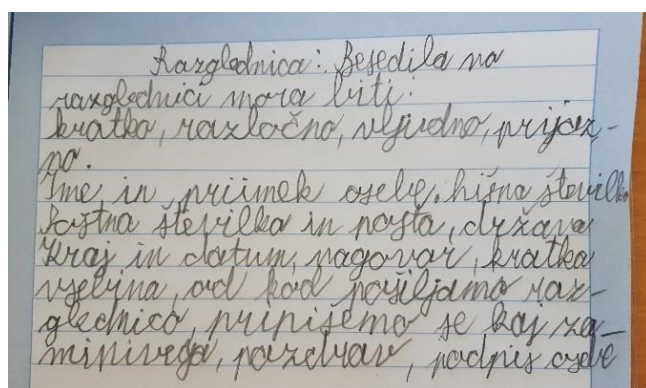 Razglednica: Besedila na
razglednici mora biti:
kratko, razločno, vljudno, prijaz-
no.
Ime in priimek osebe, hišna številka
Poštna številka in pošta, država
Kraj in datum, nagovor, kratka
vsebina, od kod pošiljamo raz-
glednico, pripišemo še kaj za-
mimivega, pozdrav, podpis osebe